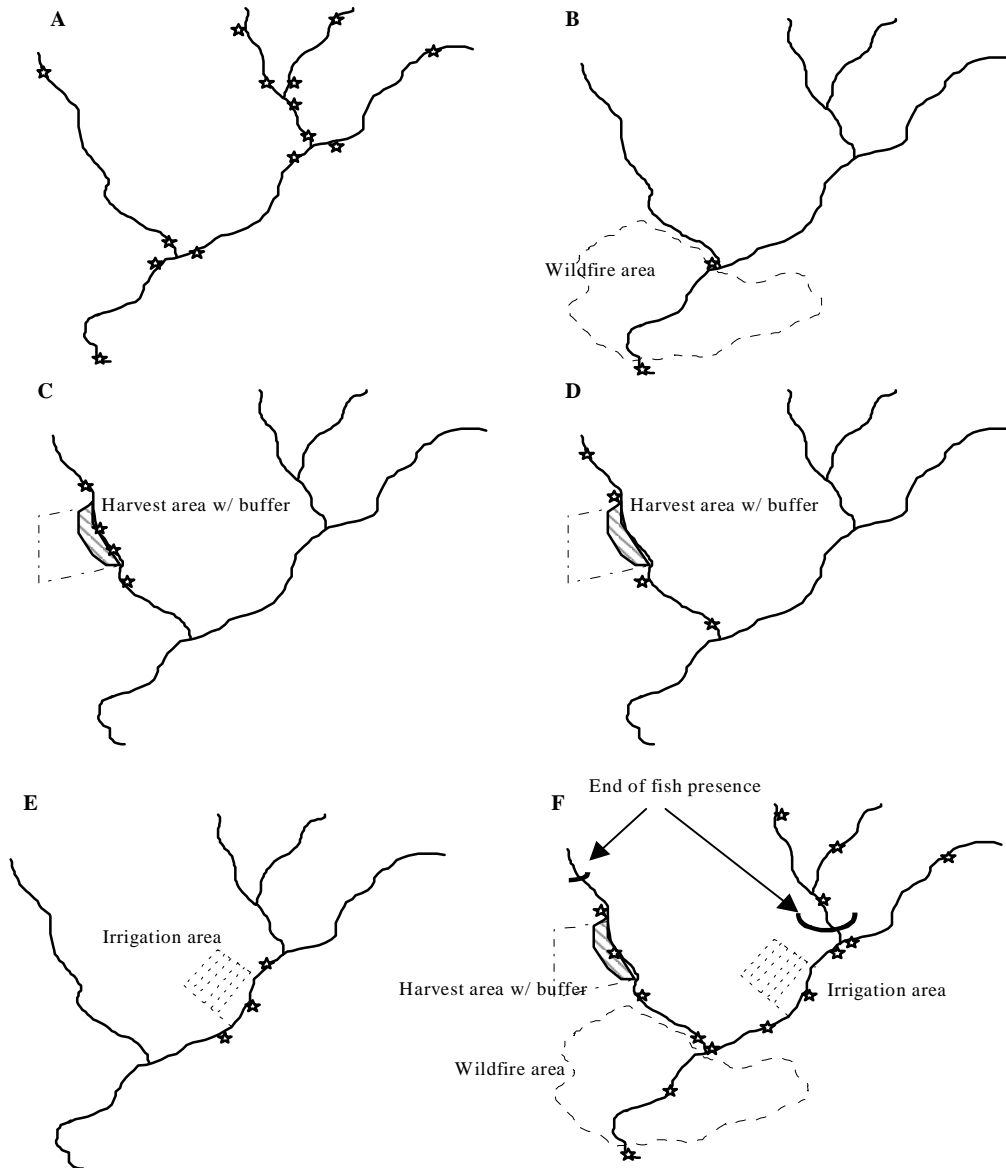 A
B
Wildfire area
C
D
Harvest area w/ buffer
Harvest area w/ buffer
E
F
End of fish presence
Irrigation area
Harvest area w/ buffer
Irrigation area
Wildfire area